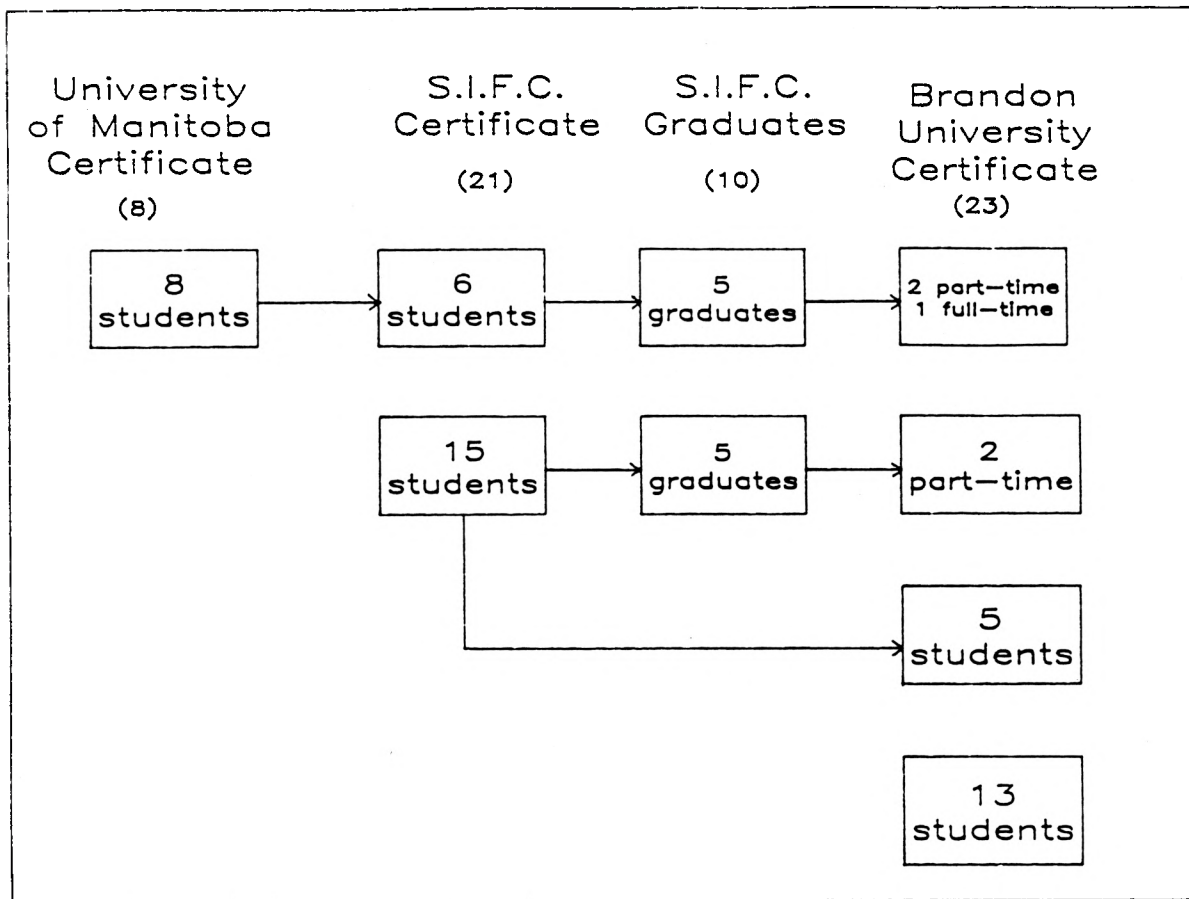 University
of Manitoba
Certificate
(8)
S.I.F.C.
Certificate
(21)
S.I.F.C.
Graduates
(10)
Brandon
University
Certificate
(23)
8
students
6
students
5
graduates
2 part-time
1 full-time
15
students
5
graduates
2
part-time
5
students
13
students